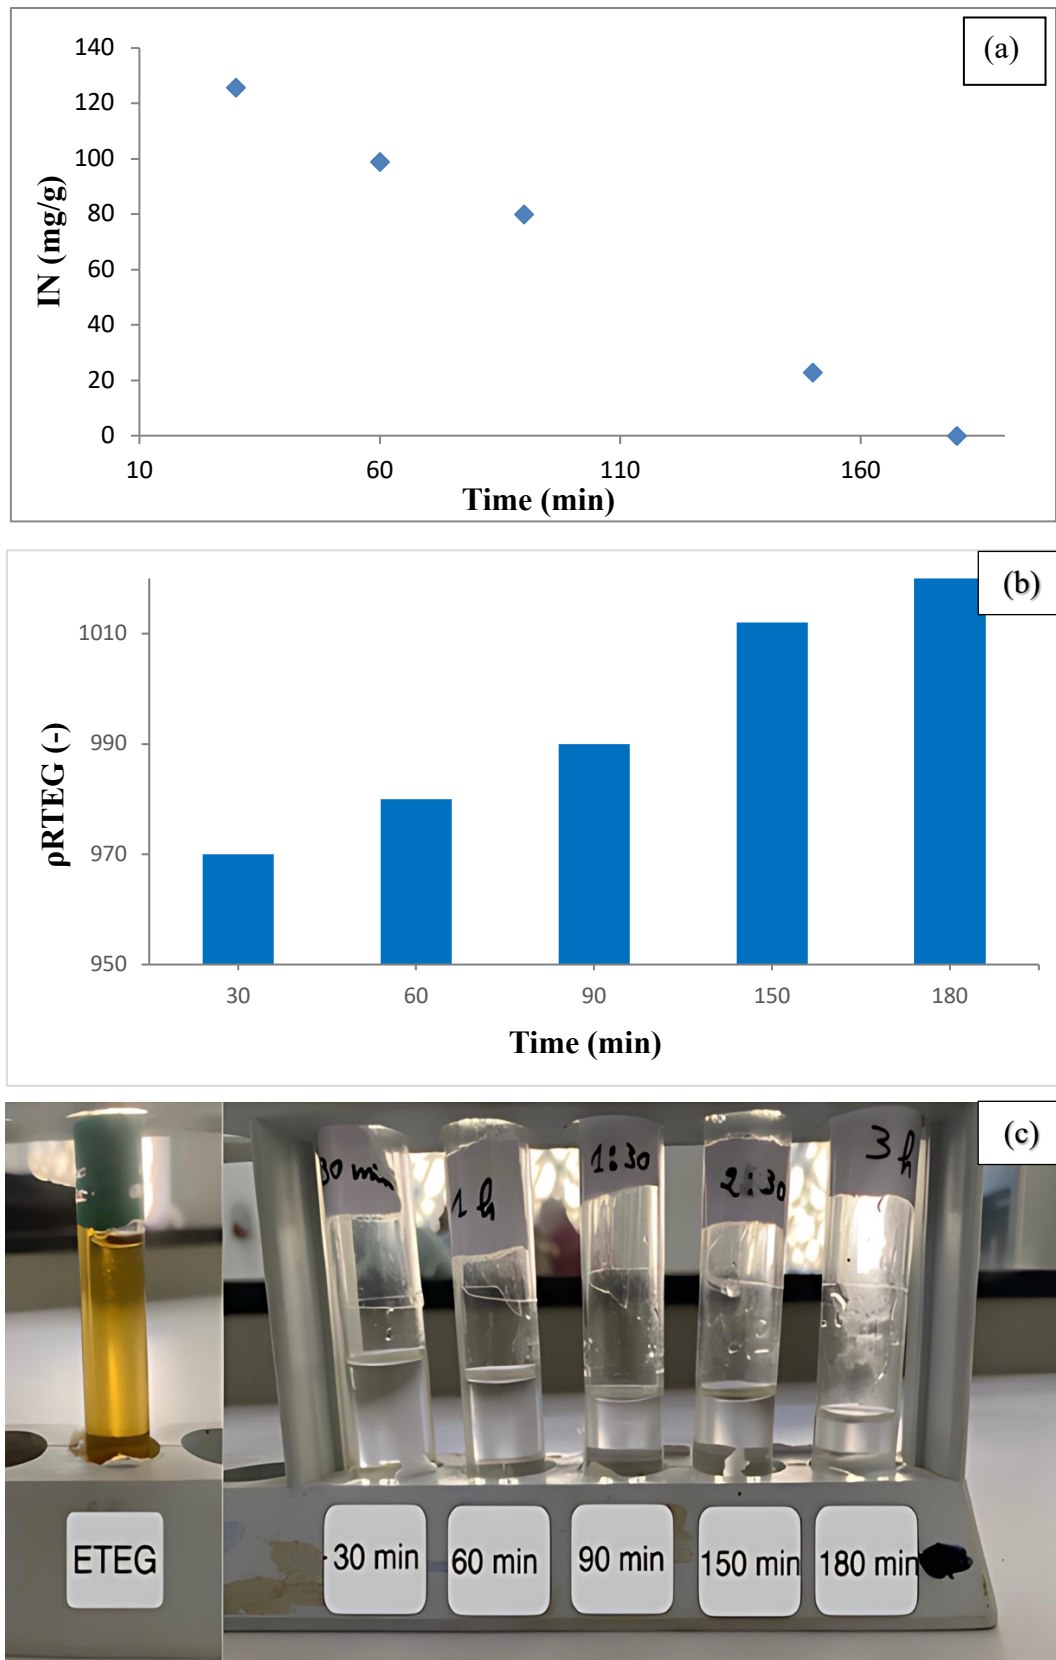 (a)
140
120
100
80
60
40
20
0
IN (mg/g)
10 60 110 160
Time (min)
(b)
1010
990
970
950
ρRTEG (-)
30 60 90 150 180
Time (min)
(c)
30 min
1 h
1:30
2:30
3 h
ETEG
30 min
60 min
90 min
150 min
180 min